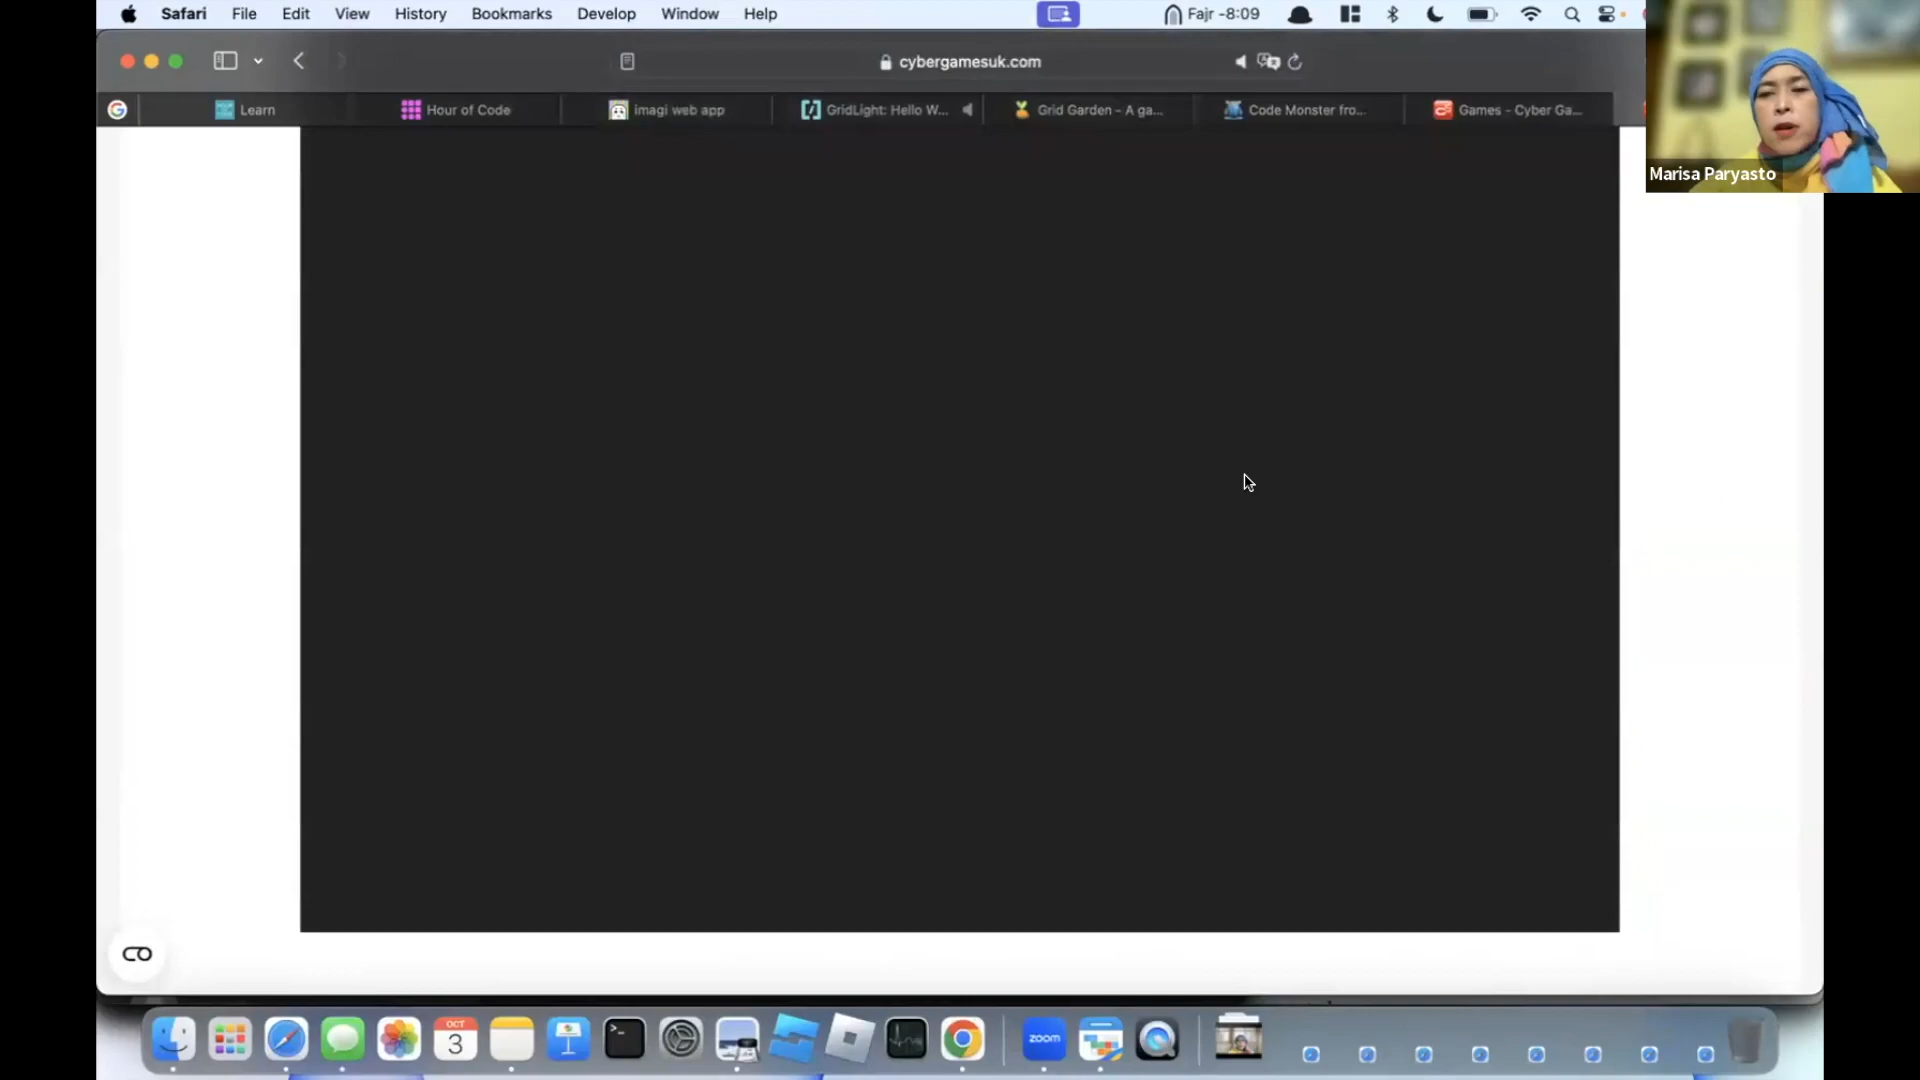 Safari File Edit View History Bookmarks Develop Window Help Fajr -8:09
cybergamesuk.com
Learn Hour of Code imagi web app GridLight: Hello W... Grid Garden – A ga... Code Monster fro... Games - Cyber Ga...
Marisa Paryasto
OCT
3
zoom